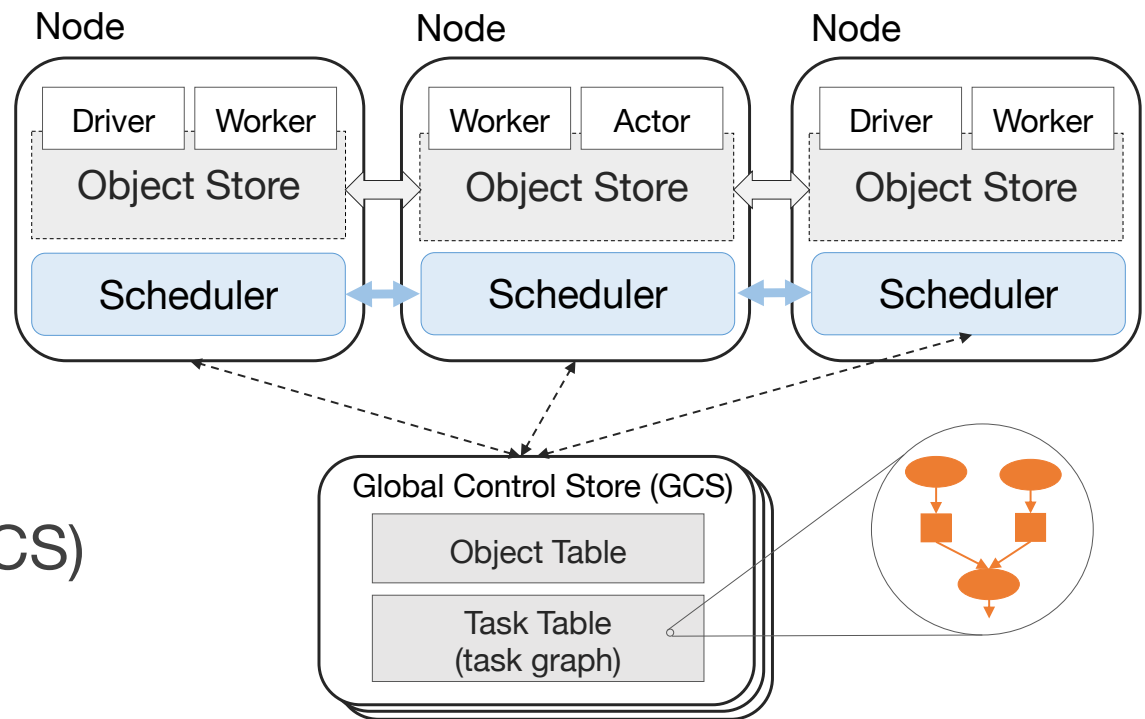 Node
Node
Node
Driver
Worker
Worker
Actor
Driver
Worker
Object Store
Object Store
Object Store
Scheduler
Scheduler
Scheduler
Global Control Store (GCS)
CS)
Object Table
Task Table
(task graph)